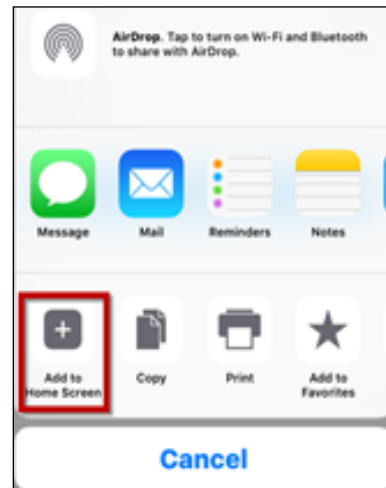 AirDrop. Tap to turn on Wi-Fi and Bluetooth
to share with AirDrop.
Message
Mail
Reminders
Notes
Add to
Home Screen
Copy
Print
Add to
Favorites
Cancel